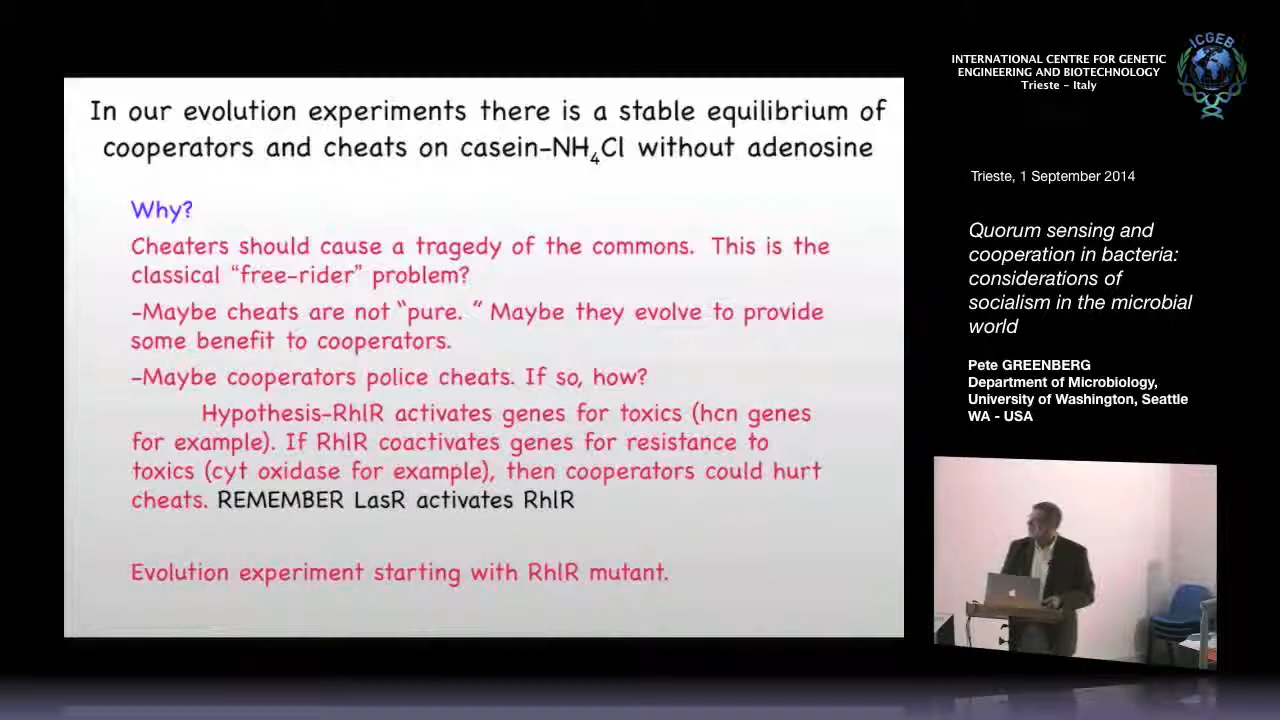 In our evolution experiments there is a stable equilibrium of
cooperators and cheats on casein-NH₄Cl without adenosine
Why?
Cheaters should cause a tragedy of the commons. This is the
classical “free-rider” problem?
-Maybe cheats are not “pure. ” Maybe they evolve to provide
some benefit to cooperators.
-Maybe cooperators police cheats. If so, how?
Hypothesis-RhlR activates genes for toxics (hcn genes
for example). If RhlR coactivates genes for resistance to
toxics (cyt oxidase for example), then cooperators could hurt
cheats. REMEMBER LasR activates RhlR
Evolution experiment starting with RhlR mutant.
INTERNATIONAL CENTRE FOR GENETIC
ENGINEERING AND BIOTECHNOLOGY
Trieste - Italy
ICGEB
Trieste, 1 September 2014
Quorum sensing and
cooperation in bacteria:
considerations of
socialism in the microbial
world
Pete GREENBERG
Department of Microbiology,
University of Washington, Seattle
WA - USA